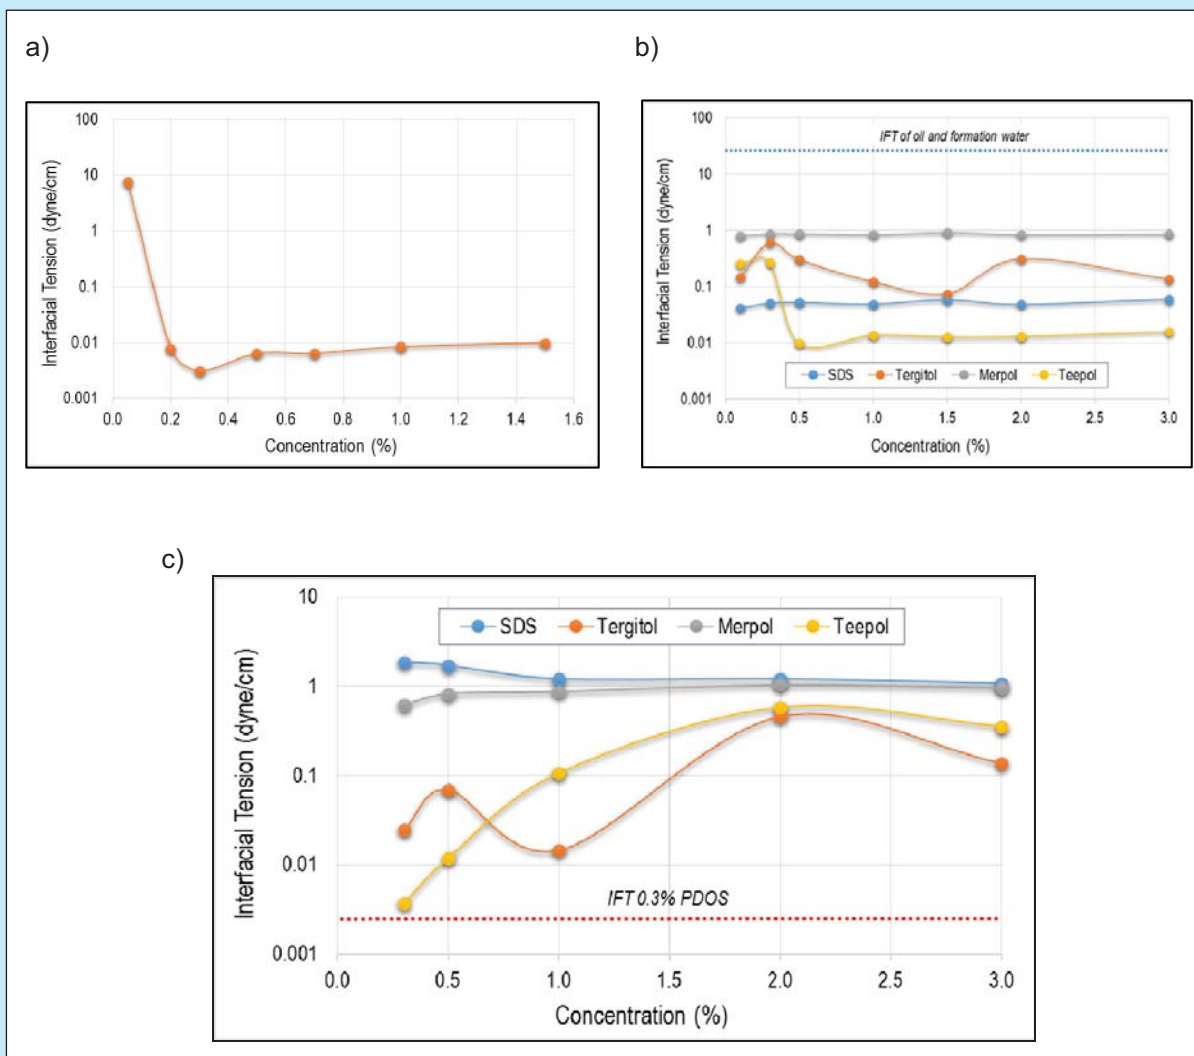 a)
100
10
1
0.1
0.01
0.001
0.0 0.2 0.4 0.6 0.8 1.0 1.2 1.4 1.6
Interfacial Tension (dyne/cm)
Concentration (%)
b)
100
10
1
0.1
0.01
0.001
IFT of oil and formation water
SDS Tergitol Merpol Teepol
0.0 0.5 1.0 1.5 2.0 2.5 3.0
Interfacial Tension (dyne/cm)
Concentration (%)
c)
10
1
0.1
0.01
0.001
SDS Tergitol Merpol Teepol
IFT 0.3% PDOS
0.0 0.5 1.0 1.5 2.0 2.5 3.0
Interfacial Tension (dyne/cm)
Concentration (%)